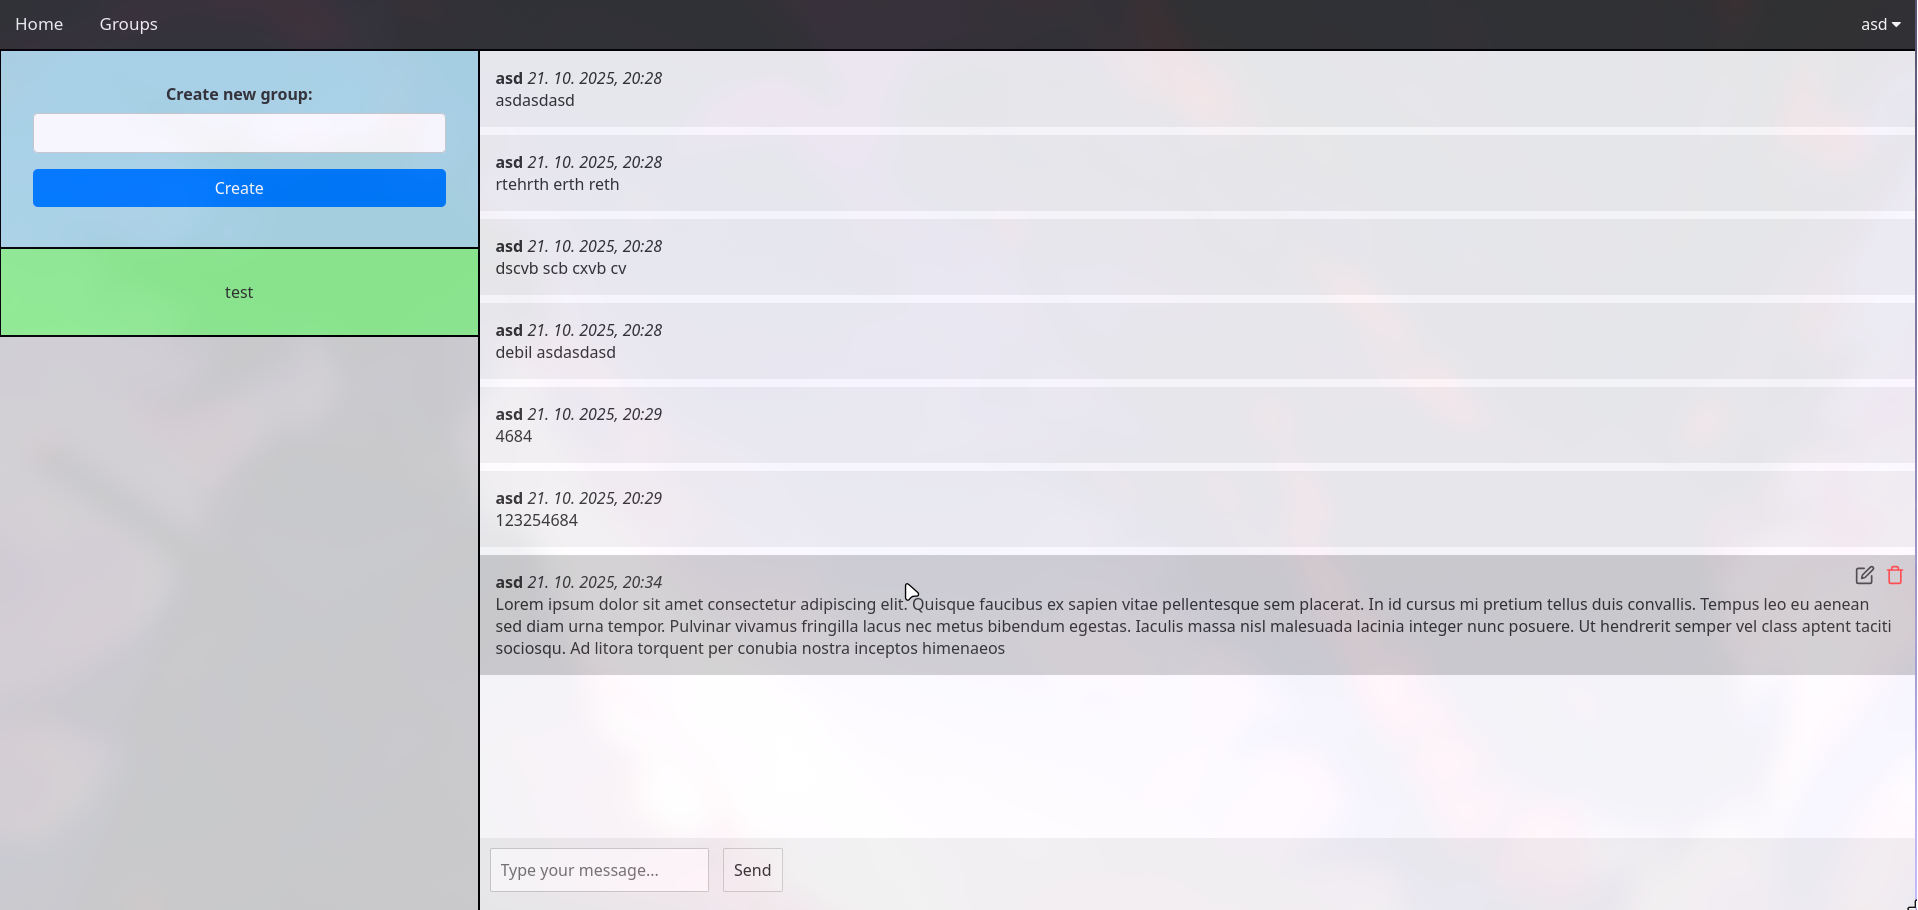 Home Groups asd
Create new group:
Create
test
asd 21. 10. 2025, 20:28
asdasdasd
asd 21. 10. 2025, 20:28
rtehrth erth reth
asd 21. 10. 2025, 20:28
dscvb scb cxvb cv
asd 21. 10. 2025, 20:28
debil asdasdasd
asd 21. 10. 2025, 20:29
4684
asd 21. 10. 2025, 20:29
123254684
asd 21. 10. 2025, 20:34
Lorem ipsum dolor sit amet consectetur adipiscing elit. Quisque faucibus ex sapien vitae pellentesque sem placerat. In id cursus mi pretium tellus duis convallis. Tempus leo eu aenean
sed diam urna tempor. Pulvinar vivamus fringilla lacus nec metus bibendum egestas. Iaculis massa nisl malesuada lacinia integer nunc posuere. Ut hendrerit semper vel class aptent taciti
sociosqu. Ad litora torquent per conubia nostra inceptos himenaeos
Type your message... Send